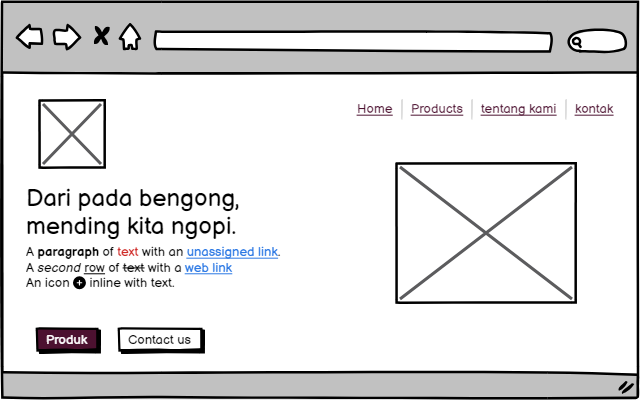 Home Products tentang kami kontak
Dari pada bengong,
mending kita ngopi.
A paragraph of text with an unassigned link.
A second row of text with a web link
An icon inline with text.
Produk Contact us